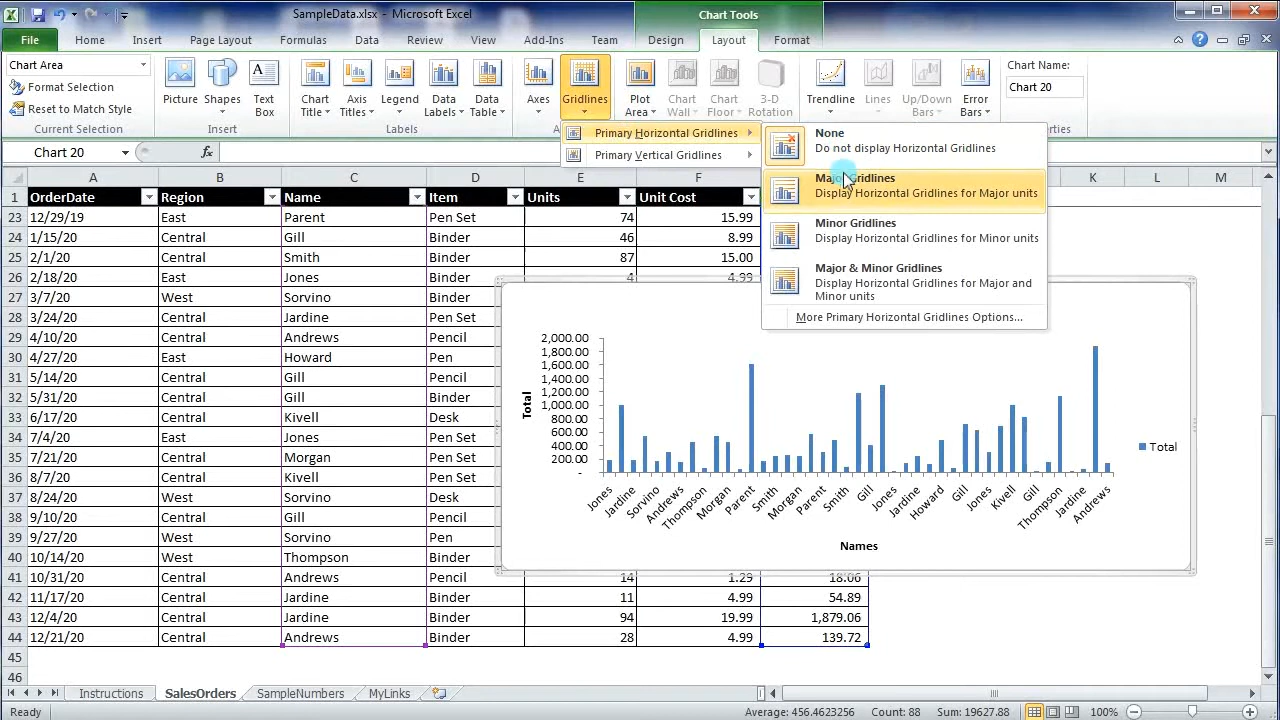 SampleData.xlsx - Microsoft Excel
Chart Tools
File Home Insert Page Layout Formulas Data Review View Add-Ins Team Design Layout Format
Chart Area
Format Selection
Reset to Match Style
Current Selection
Picture Shapes Text Box
Insert
Chart Title Axis Titles Legend Data Labels Data Table
Labels
Axes Gridlines
A
Plot Area Chart Wall Chart Floor 3-D Rotation
Trendline Lines Up/Down Bars Error Bars
Chart Name:
Chart 20
rties
Primary Horizontal Gridlines
Primary Vertical Gridlines
None
Do not display Horizontal Gridlines
Major Gridlines
Display Horizontal Gridlines for Major units
Minor Gridlines
Display Horizontal Gridlines for Minor units
Major & Minor Gridlines
Display Horizontal Gridlines for Major and
Minor units
More Primary Horizontal Gridlines Options...
Chart 20 fx
A B C D E F K L M
1 OrderDate Region Name Item Units Unit Cost
23 12/29/19 East Parent Pen Set 74 15.99
24 1/15/20 Central Gill Binder 46 8.99
25 2/1/20 Central Smith Binder 87 15.00
26 2/18/20 East Jones Binder 4 4.99
27 3/7/20 West Sorvino Binder
28 3/24/20 Central Jardine Pen Set
29 4/10/20 Central Andrews Pencil
30 4/27/20 East Howard Pen
31 5/14/20 Central Gill Pencil
32 5/31/20 Central Gill Binder
33 6/17/20 Central Kivell Desk
34 7/4/20 East Jones Pen Set
35 7/21/20 Central Morgan Pen Set
36 8/7/20 Central Kivell Pen Set
37 8/24/20 West Sorvino Desk
38 9/10/20 Central Gill Pencil
39 9/27/20 West Sorvino Pen
40 10/14/20 West Thompson Binder
41 10/31/20 Central Andrews Pencil 14 1.29 18.06
42 11/17/20 Central Jardine Binder 11 4.99 54.89
43 12/4/20 Central Jardine Binder 94 19.99 1,879.06
44 12/21/20 Central Andrews Binder 28 4.99 139.72
45
46
2,000.00
1,800.00
1,600.00
1,400.00
1,200.00
1,000.00
800.00
600.00
400.00
200.00
-
Total
Total
Jones Jardine Sorvino Andrews Thompson Morgan Parent Smith Morgan Parent Smith Gill Jones Jardine Howard Gill Jones Kivell Gill Thompson Jardine Andrews
Names
Instructions SalesOrders SampleNumbers MyLinks
Ready Average: 456.4623256 Count: 88 Sum: 19627.88 100%